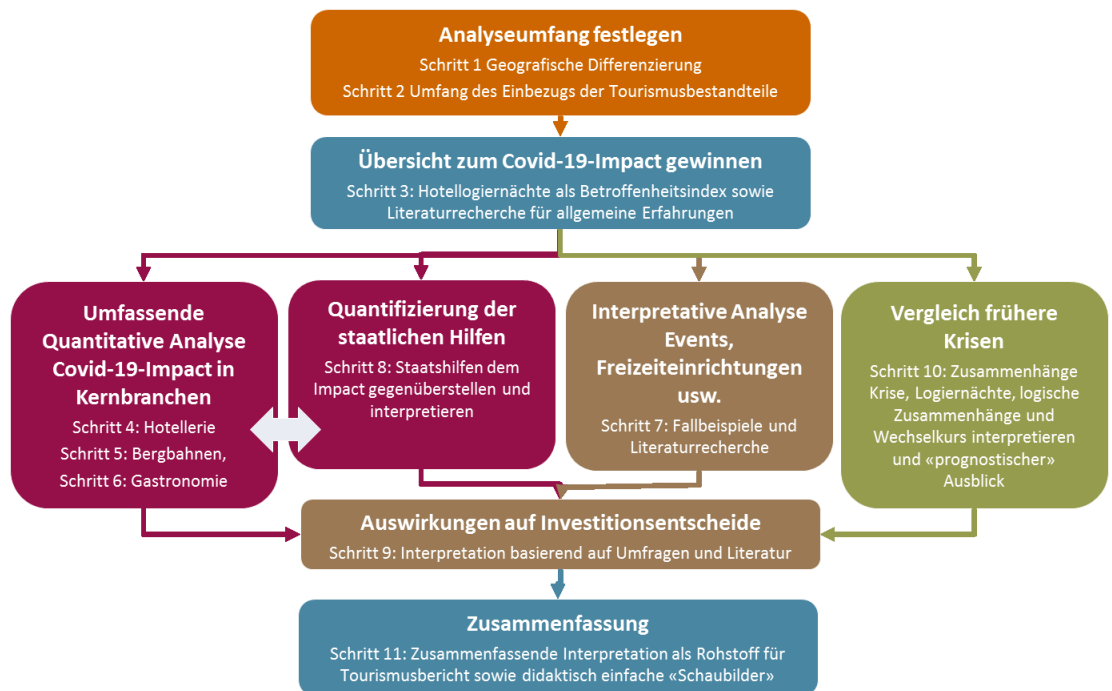 Analyseumfang festlegen
Schritt 1 Geografische Differenzierung
Schritt 2 Umfang des Einbezugs der Tourismusbestandteile
Übersicht zum Covid-19-Impact gewinnen
Schritt 3: Hotellogiernächte als Betroffenheitsindex sowie
Literaturrecherche für allgemeine Erfahrungen
Umfassende
Quantitative Analyse
Covid-19-Impact in
Kernbranchen
Schritt 4: Hotellerie
Schritt 5: Bergbahnen,
Schritt 6: Gastronomie
Quantifizierung der
staatlichen Hilfen
Schritt 8: Staatshilfen dem
Impact gegenüberstellen und
interpretieren
Interpretative Analyse
Events,
Freizeiteinrichtungen
usw.
Schritt 7: Fallbeispiele und
Literaturrecherche
Vergleich frühere
Krisen
Schritt 10: Zusammenhänge
Krise, Logiernächte, logische
Zusammenhänge und
Wechselkurs interpretieren
und «prognostischer»
Ausblick
Auswirkungen auf Investitionsentscheide
Schritt 9: Interpretation basierend auf Umfragen und Literatur
Zusammenfassung
Schritt 11: Zusammenfassende Interpretation als Rohstoff für
Tourismusbericht sowie didaktisch einfache «Schaubilder»